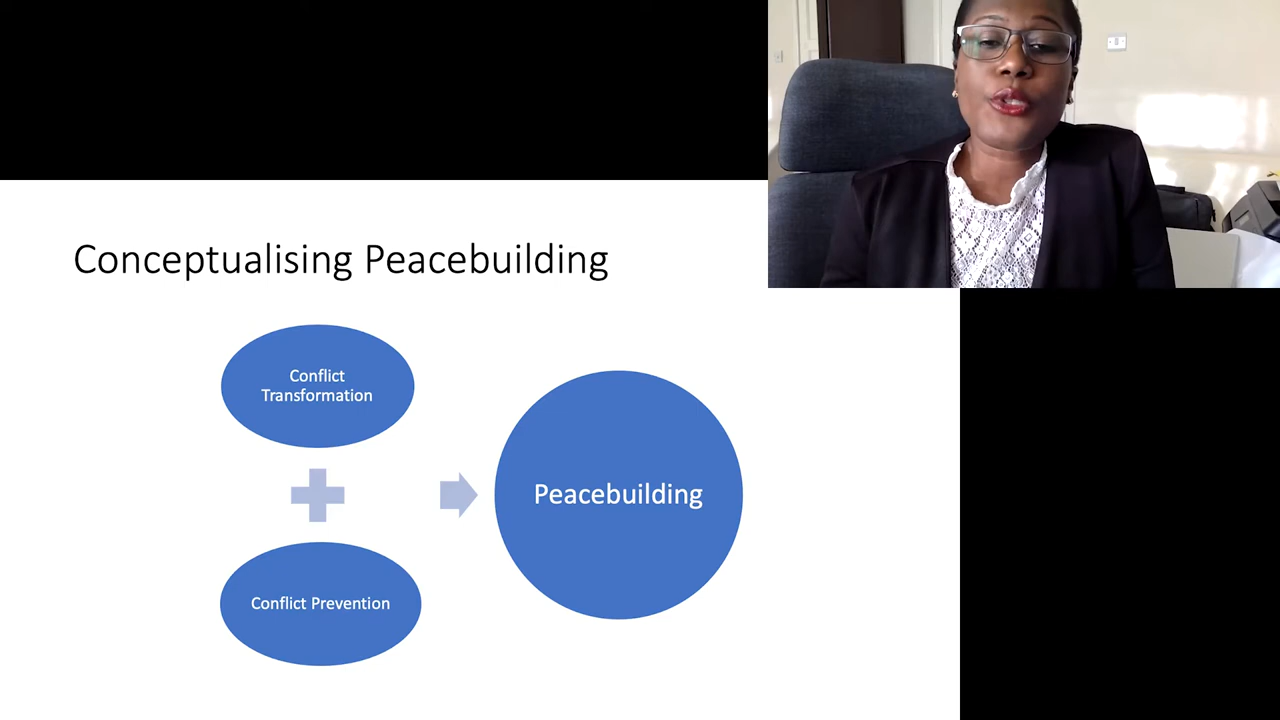 Conceptualising Peacebuilding
Conflict
Transformation
Conflict Prevention
Peacebuilding